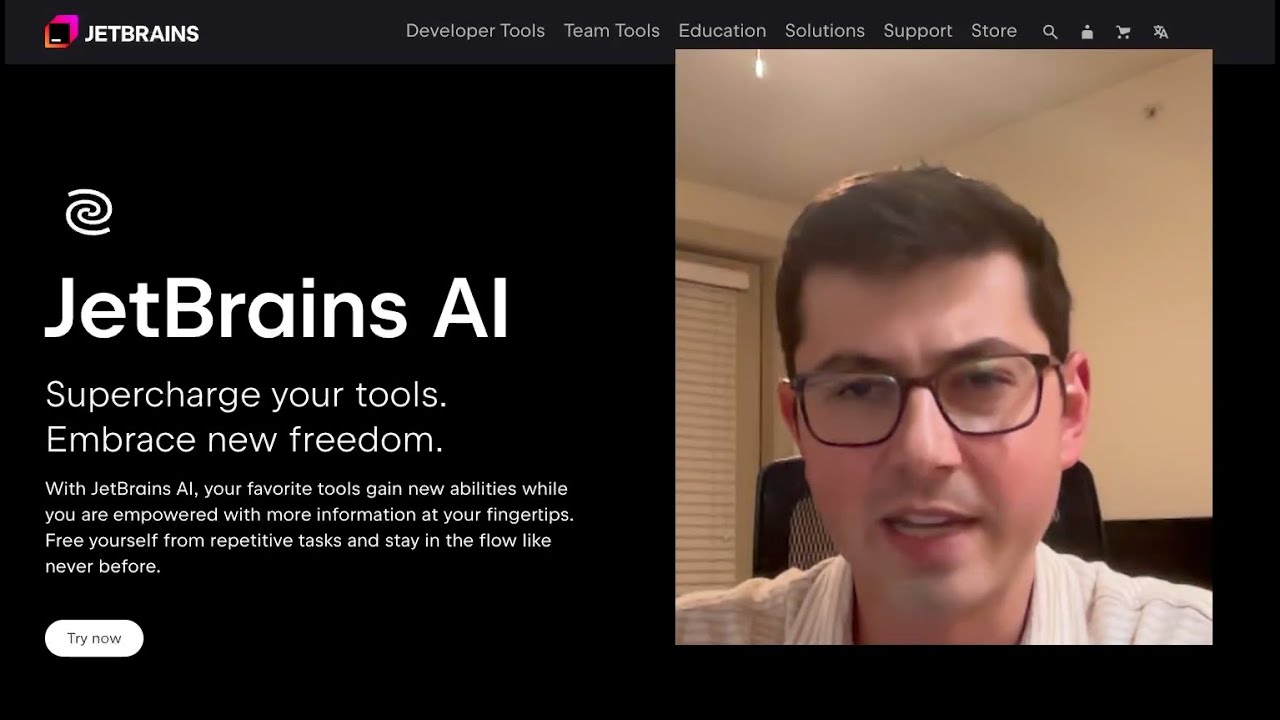 JETBRAINS
Developer Tools Team Tools Education Solutions Support Store
JetBrains AI
Supercharge your tools.
Embrace new freedom.
With JetBrains AI, your favorite tools gain new abilities while
you are empowered with more information at your fingertips.
Free yourself from repetitive tasks and stay in the flow like
never before.
Try now